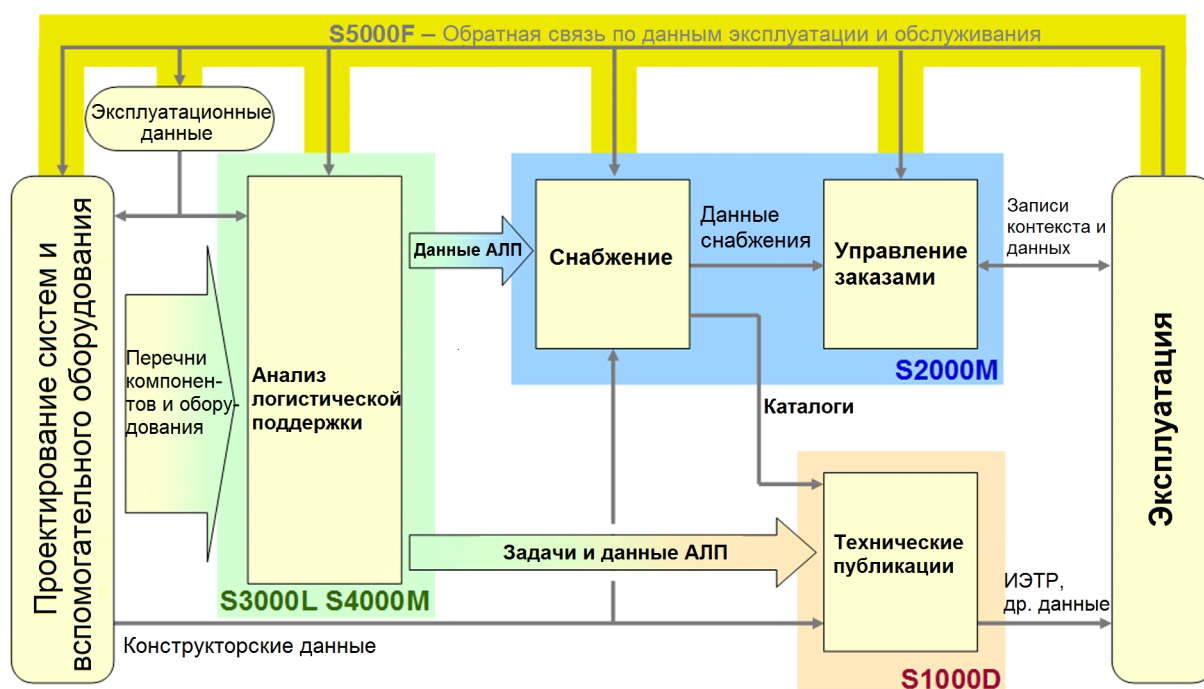 S5000F – Обратная связь по данным эксплуатации и обслуживания
Эксплуатационные
данные
Проектирование систем и
вспомогательного оборудования
Перечни
компонен-
тов и обору-
дования
Анализ
логистической
поддержки
S3000L S4000M
Данные АЛП
Снабжение
Данные
снабжения
Управление
заказами
S2000M
Записи
контекста и
данных
Каталоги
Задачи и данные АЛП
Технические
публикации
S1000D
ИЭТР,
др. данные
Конструкторские данные
Эксплуатация